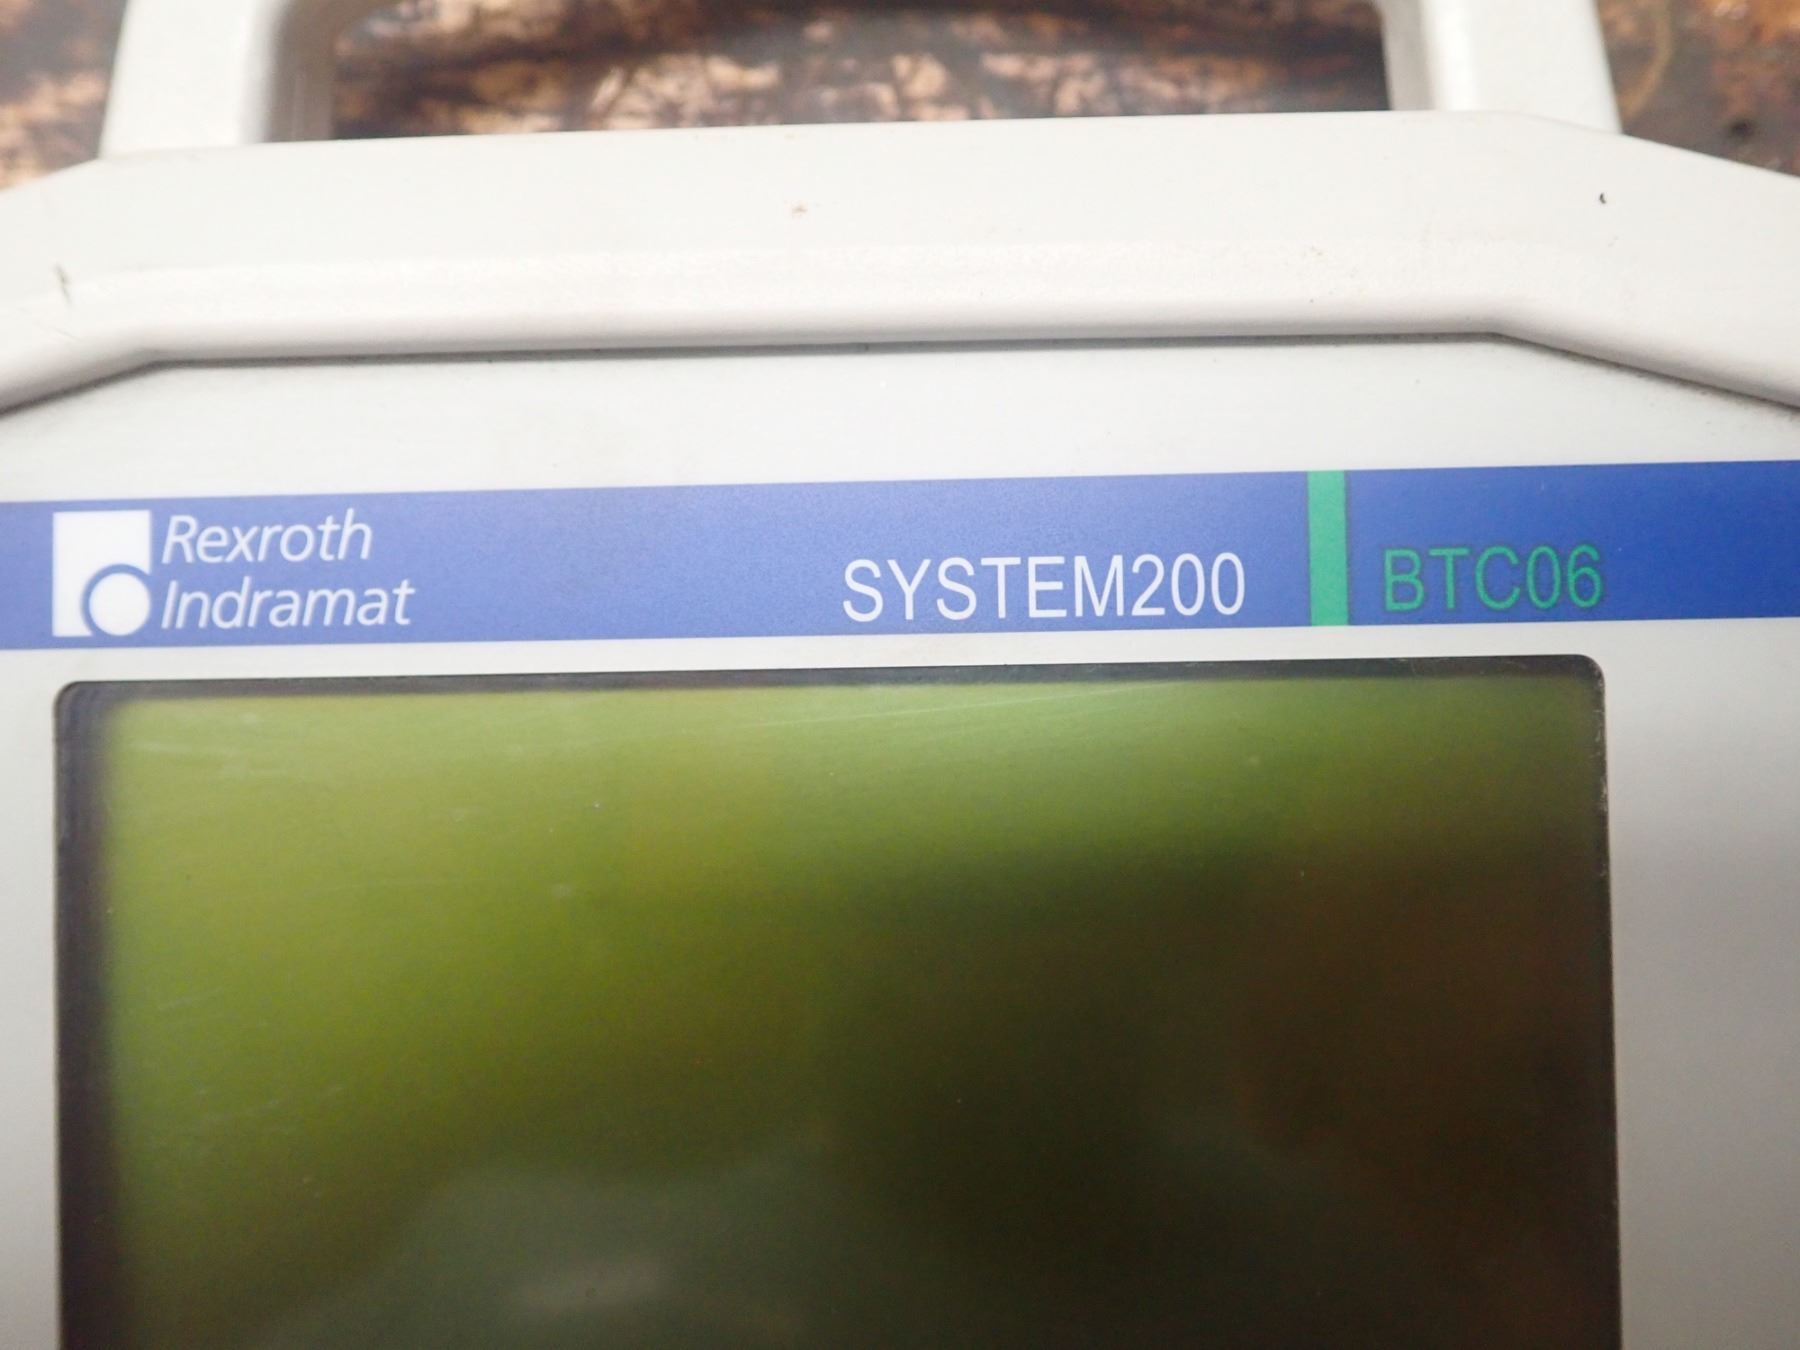 Rexroth
Indramat
SYSTEM200
BTC06